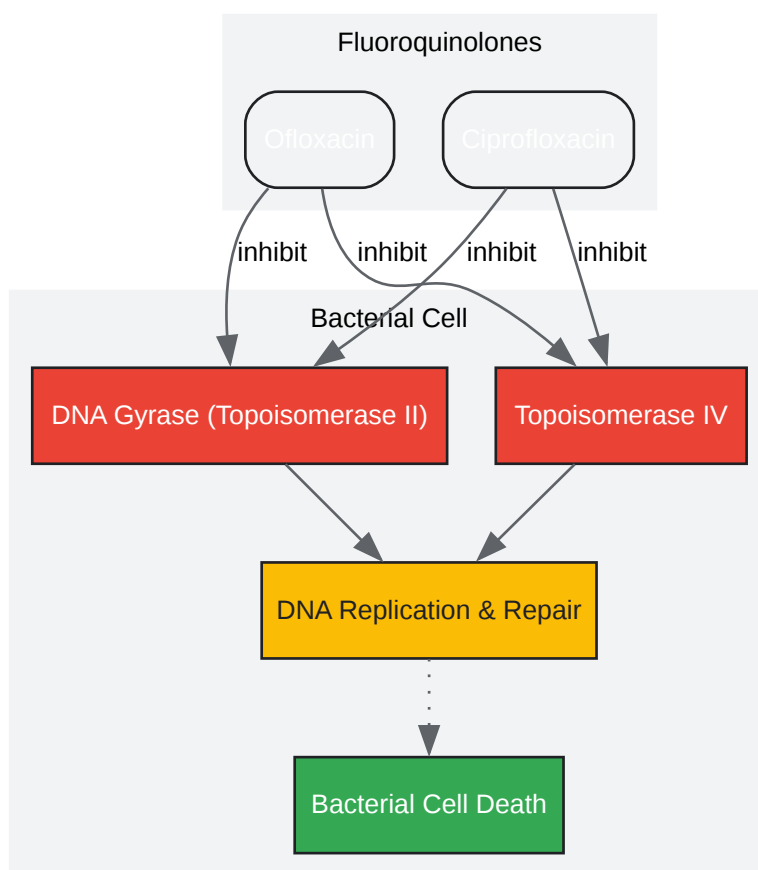 Fluoroquinolones
Ofloxacin
Ciprofloxacin
inhibit
inhibit
inhibit
inhibit
Bacterial Cell
DNA Gyrase (Topoisomerase II)
Topoisomerase IV
DNA Replication & Repair
Bacterial Cell Death